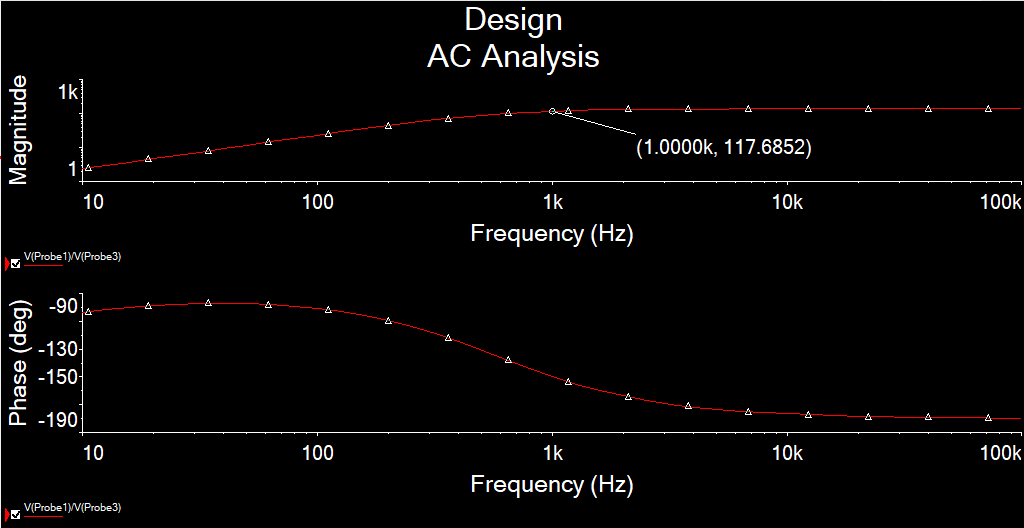 Design
AC Analysis
Magnitude
1k
1
(1.0000k, 117.6852)
10 100 1k 10k 100k
Frequency (Hz)
V(Probe1)/V(Probe3)
Phase (deg)
-90
-130
-150
-190
10 100 1k 10k 100k
Frequency (Hz)
V(Probe1)/V(Probe3)